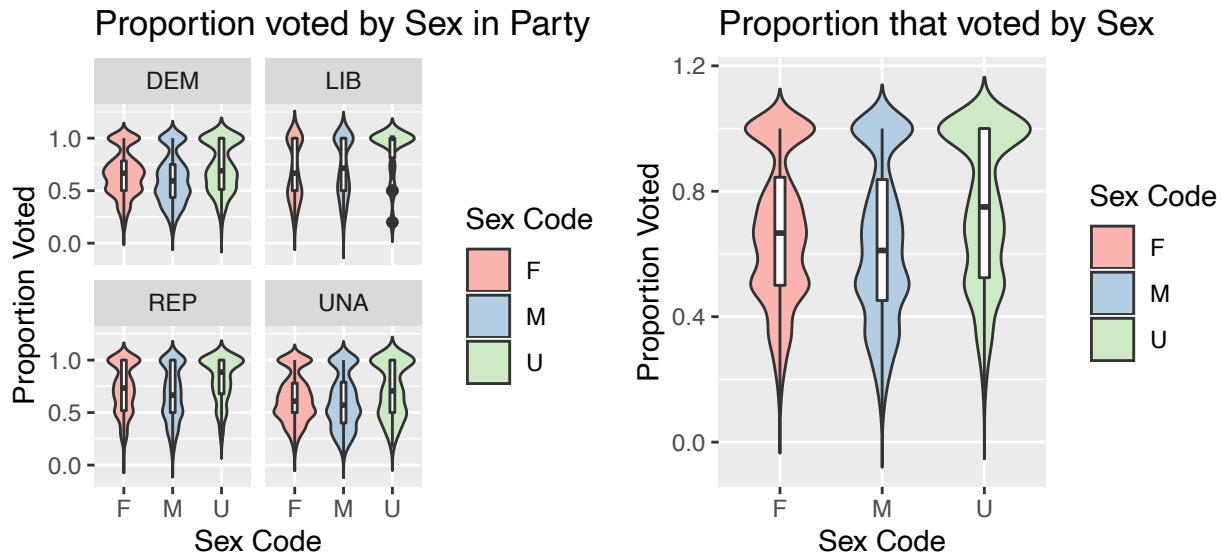 Proportion voted by Sex in Party
DEM
LIB
1.0
0.5
0.0
REP
UNA
1.0
0.5
0.0
F
M
U
F
M
U
Sex Code
Proportion Voted
Proportion Voted
Sex Code
F
M
U
Proportion that voted by Sex
1.2
0.8
0.4
0.0
F
M
U
Sex Code
Proportion Voted
Sex Code
F
M
U